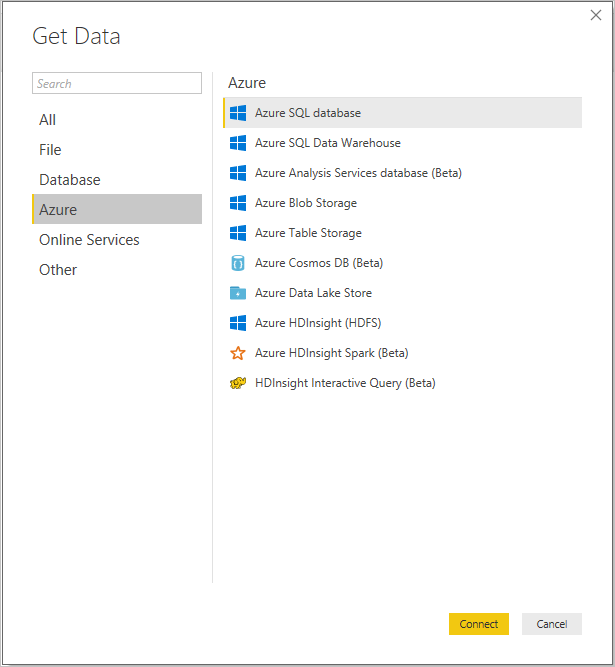 Get Data
Search
All
File
Database
Azure
Online Services
Other
Azure
Azure SQL database
Azure SQL Data Warehouse
Azure Analysis Services database (Beta)
Azure Blob Storage
Azure Table Storage
Azure Cosmos DB (Beta)
Azure Data Lake Store
Azure HDInsight (HDFS)
Azure HDInsight Spark (Beta)
HDInsight Interactive Query (Beta)
Connect
Cancel